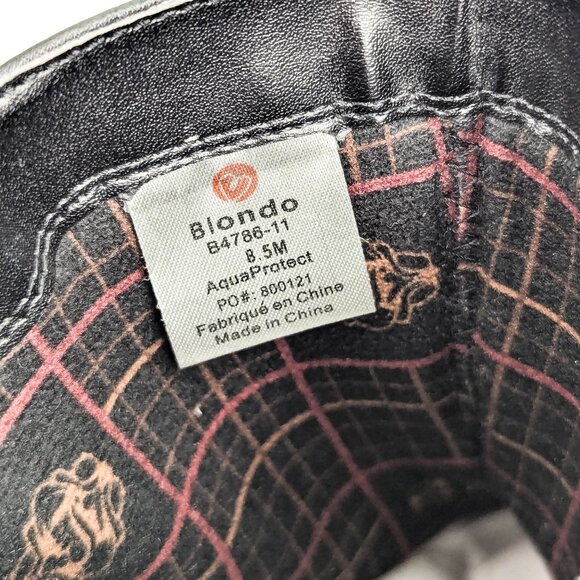 Blondo
B4786-11
8.5M
AquaProtect
PO#: 800121
Fabriqué en Chine
Made in China